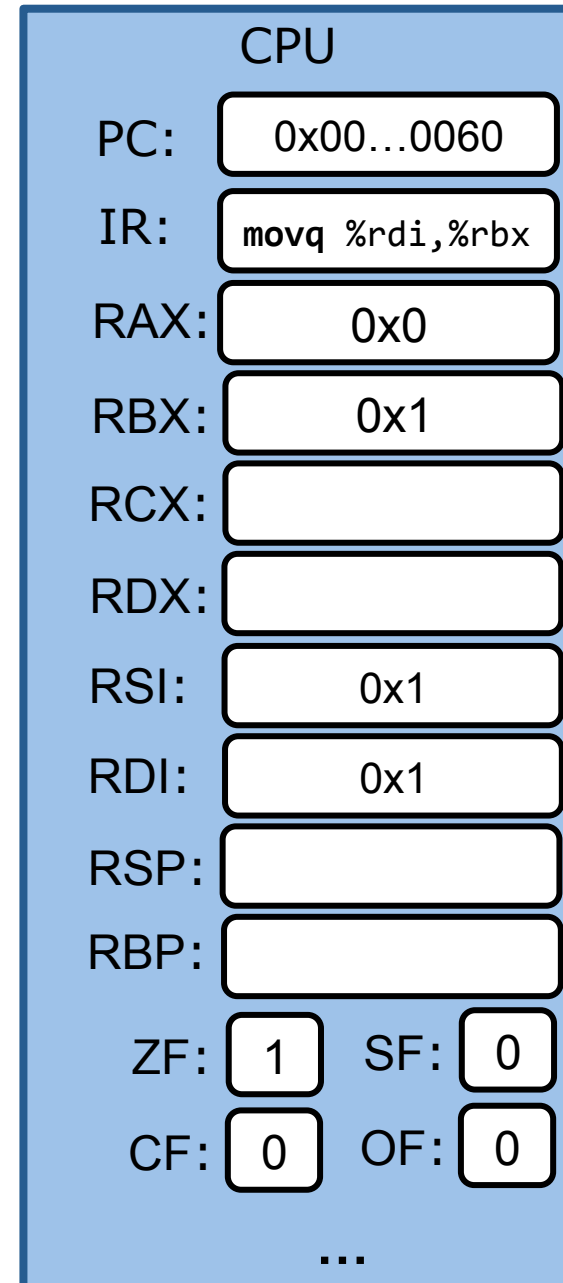 CPU
PC: 0x00...0060
IR: movq %rdi,%rbx
RAX: 0x0
RBX: 0x1
RCX:
RDX:
RSI: 0x1
RDI: 0x1
RSP:
RBP:
ZF: 1 SF: 0
CF: 0 OF: 0
...